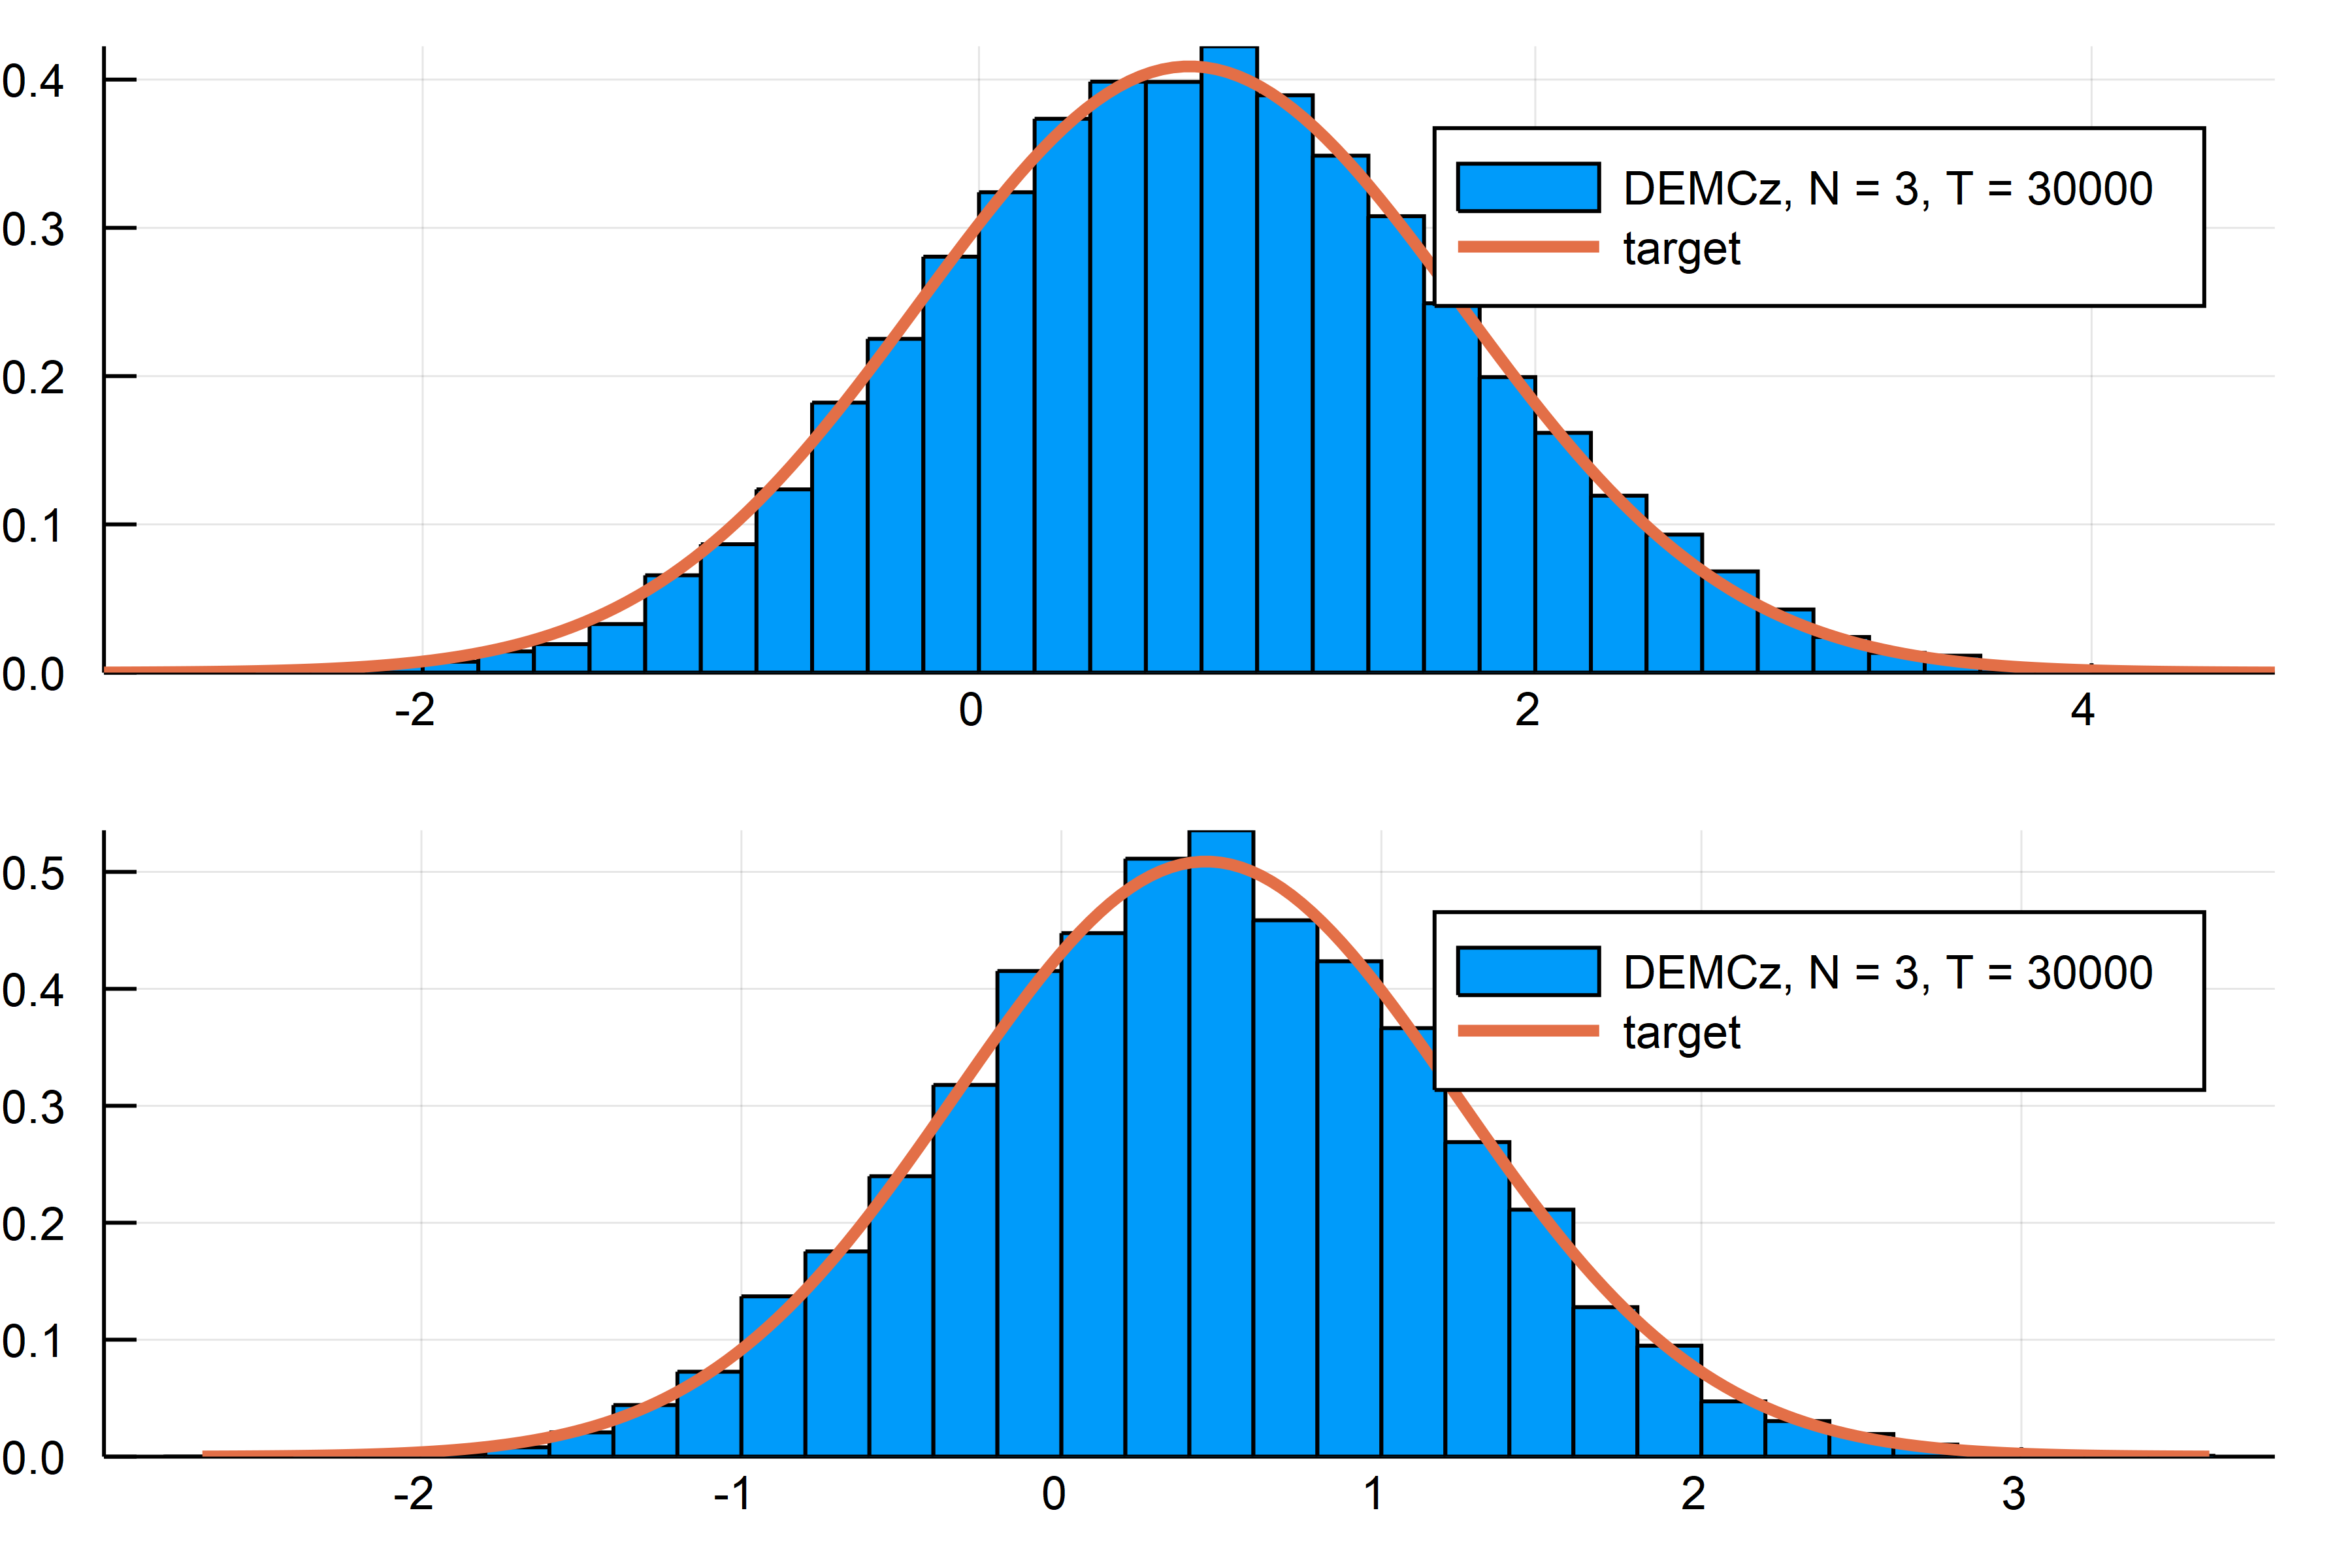 0.4
DEMCz, N = 3, T = 30000
0.3
target
0.2
0.1
0.0
-2 0 2 4
0.5
DEMCz, N = 3, T = 30000
0.4
target
0.3
0.2
0.1
0.0
-2 -1 0 1 2 3